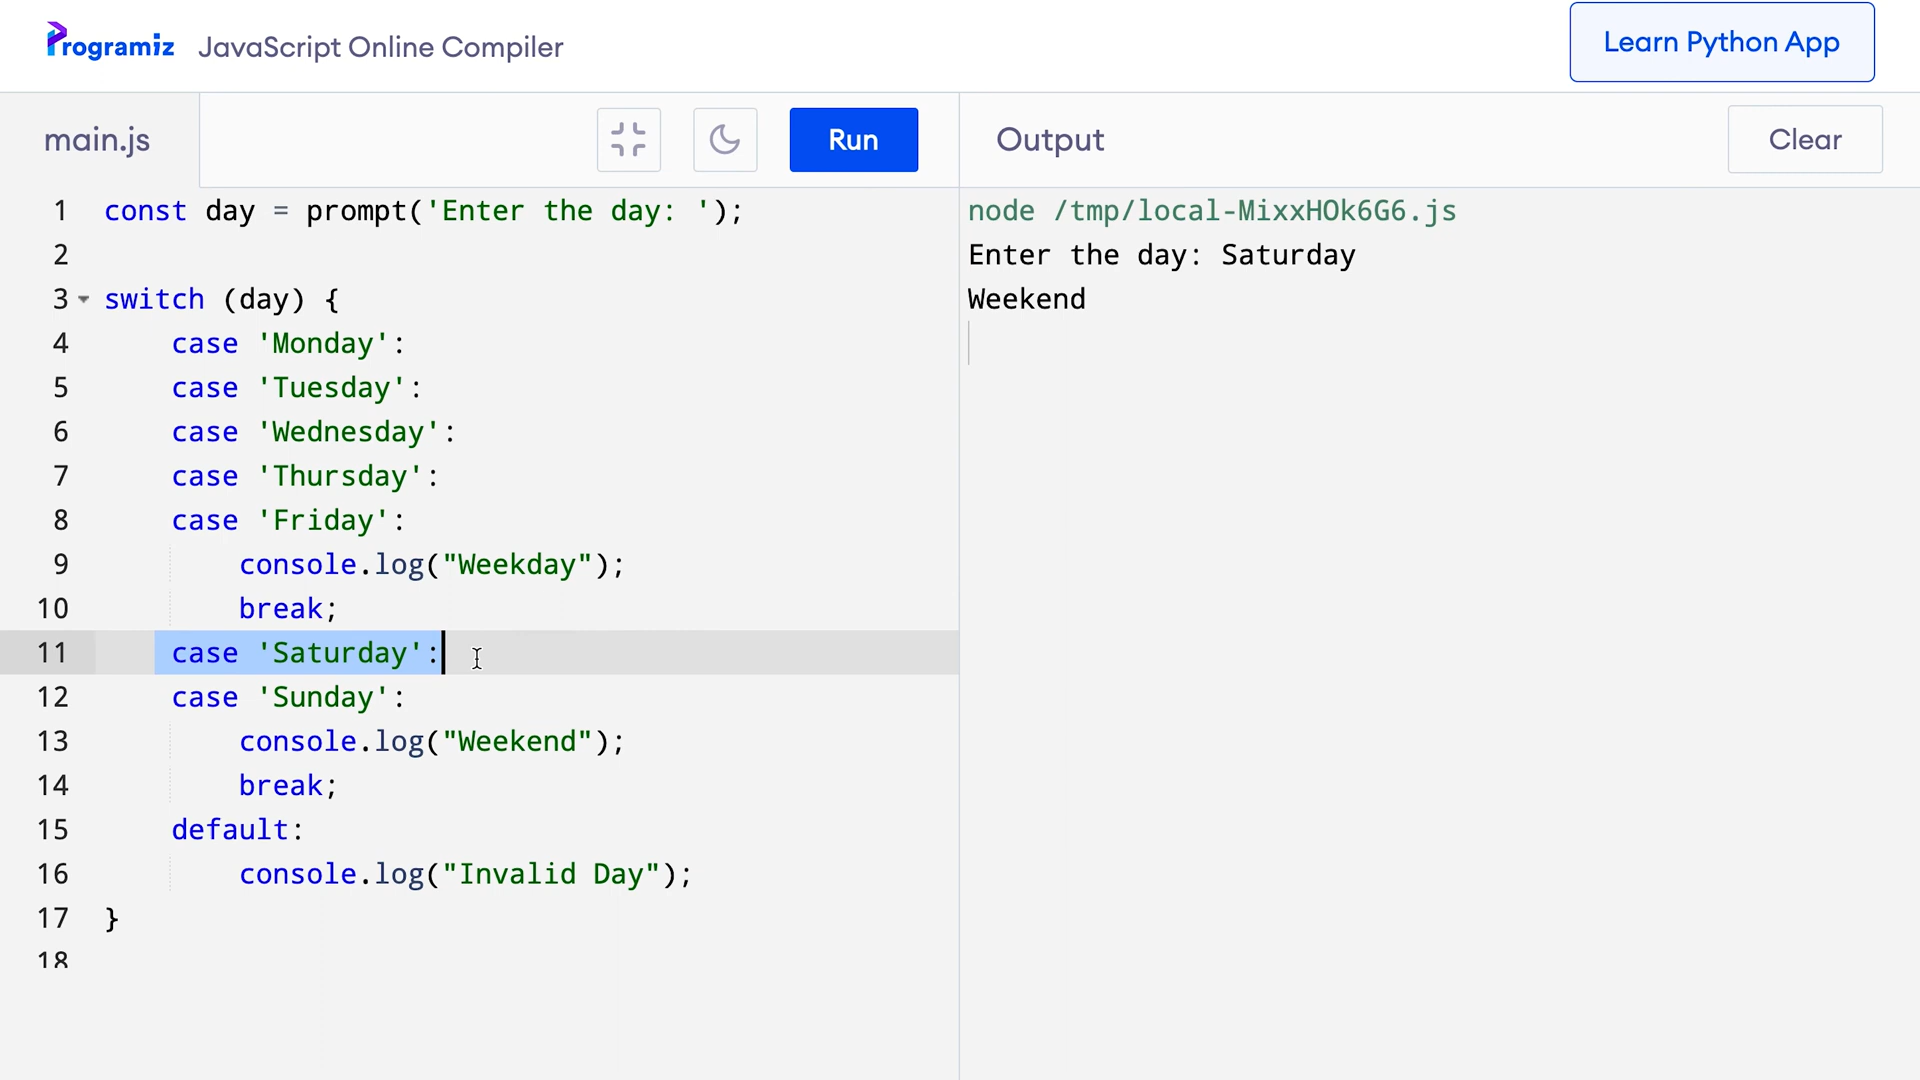 Programiz JavaScript Online Compiler Learn Python App
main.js Run Output Clear
1 const day = prompt('Enter the day: ');
2
3 switch (day) {
4 case 'Monday':
5 case 'Tuesday':
6 case 'Wednesday':
7 case 'Thursday':
8 case 'Friday':
9 console.log("Weekday");
10 break;
11 case 'Saturday':
12 case 'Sunday':
13 console.log("Weekend");
14 break;
15 default:
16 console.log("Invalid Day");
17 }
18
node /tmp/local-MixxHOk6G6.js
Enter the day: Saturday
Weekend